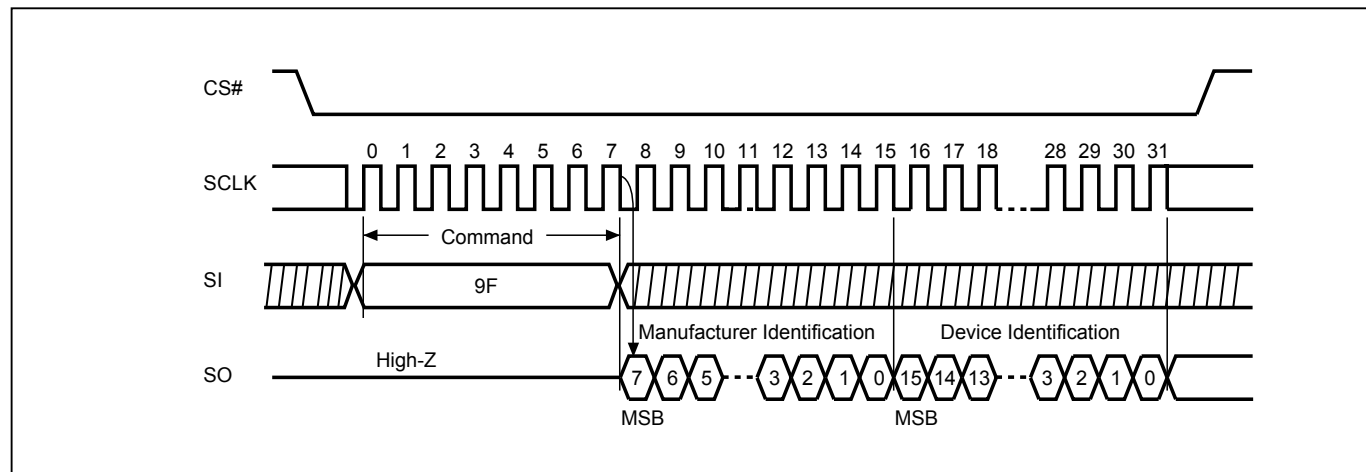 CS#
0 1 2 3 4 5 6 7 8 9 10 11 12 13 14 15 16 17 18 28 29 30 31
SCLK
Command
SI
9F
Manufacturer Identification Device Identification
High-Z
SO
7 6 5 3 2 1 0 15 14 13 3 2 1 0
MSB MSB